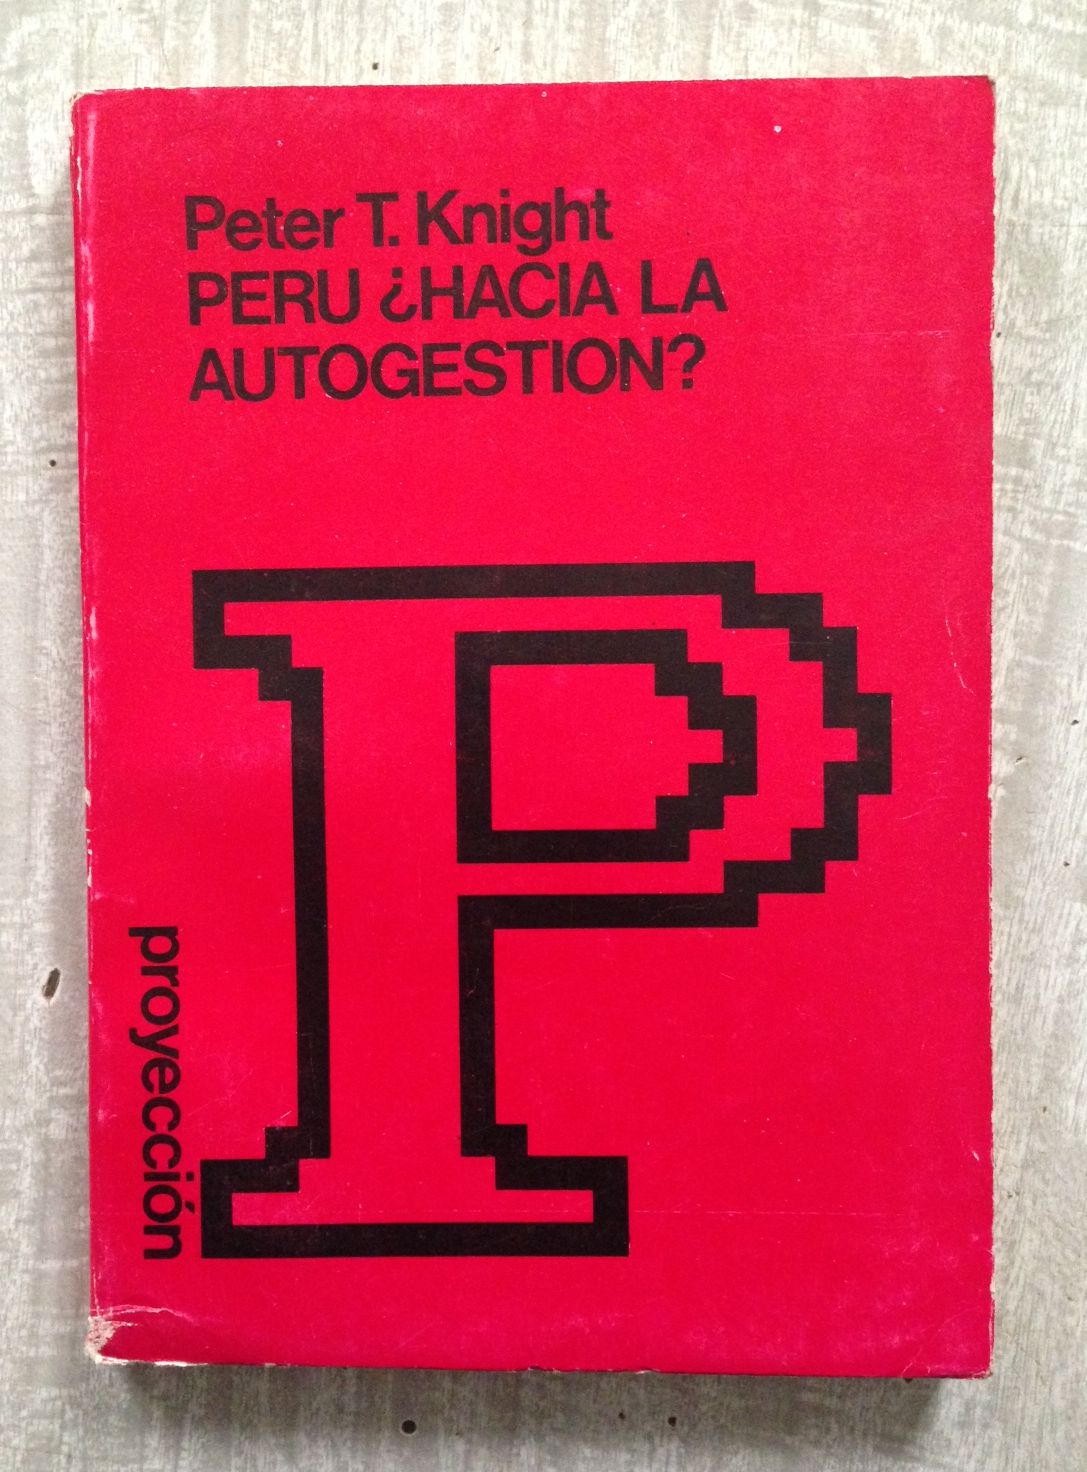 Peter T. Knight
PERU ¿HACIA LA
AUTOGESTION?
P
proyección